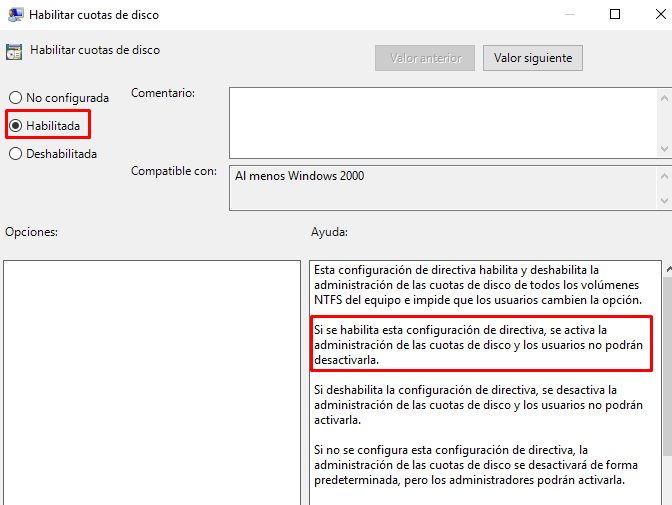 Habilitar cuotas de disco
Habilitar cuotas de disco
Valor anterior
Valor siguiente
No configurada
Comentario:
Habilitada
Deshabilitada
Compatible con:
Al menos Windows 2000
Opciones:
Ayuda:
Esta configuración de directiva habilita y deshabilita la
administración de las cuotas de disco de todos los volúmenes
NTFS del equipo e impide que los usuarios cambien la opción.
Si se habilita esta configuración de directiva, se activa la
administración de las cuotas de disco y los usuarios no podrán
desactivarla.
Si deshabilita la configuración de directiva, se desactiva la
administración de las cuotas de disco y los usuarios no podrán
activarla.
Si no se configura esta configuración de directiva, la
administración de las cuotas de disco se desactivará de forma
predeterminada, pero los administradores podrán activarla.